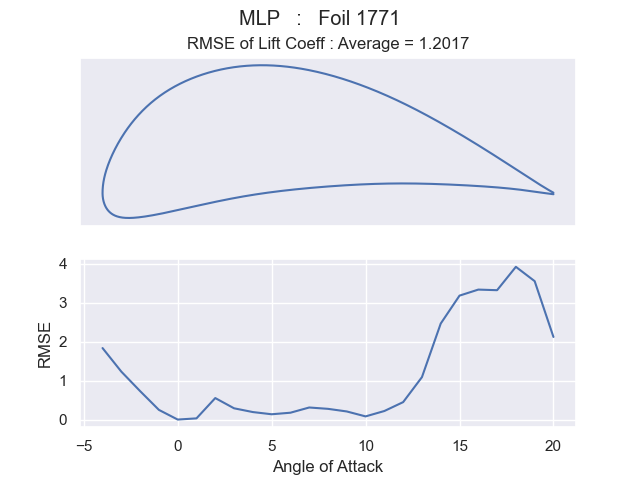 MLP : Foil 1771
RMSE of Lift Coeff : Average = 1.2017
4
3
2
1
0
RMSE
−5 0 5 10 15 20
Angle of Attack